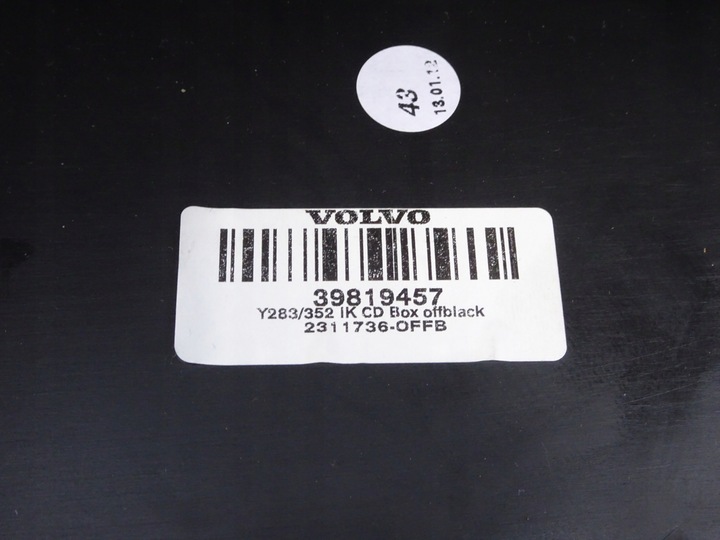 43
13.01.12
VOLVO
39819457
Y283/352 IK CD Box offblack
2311736-OFFB